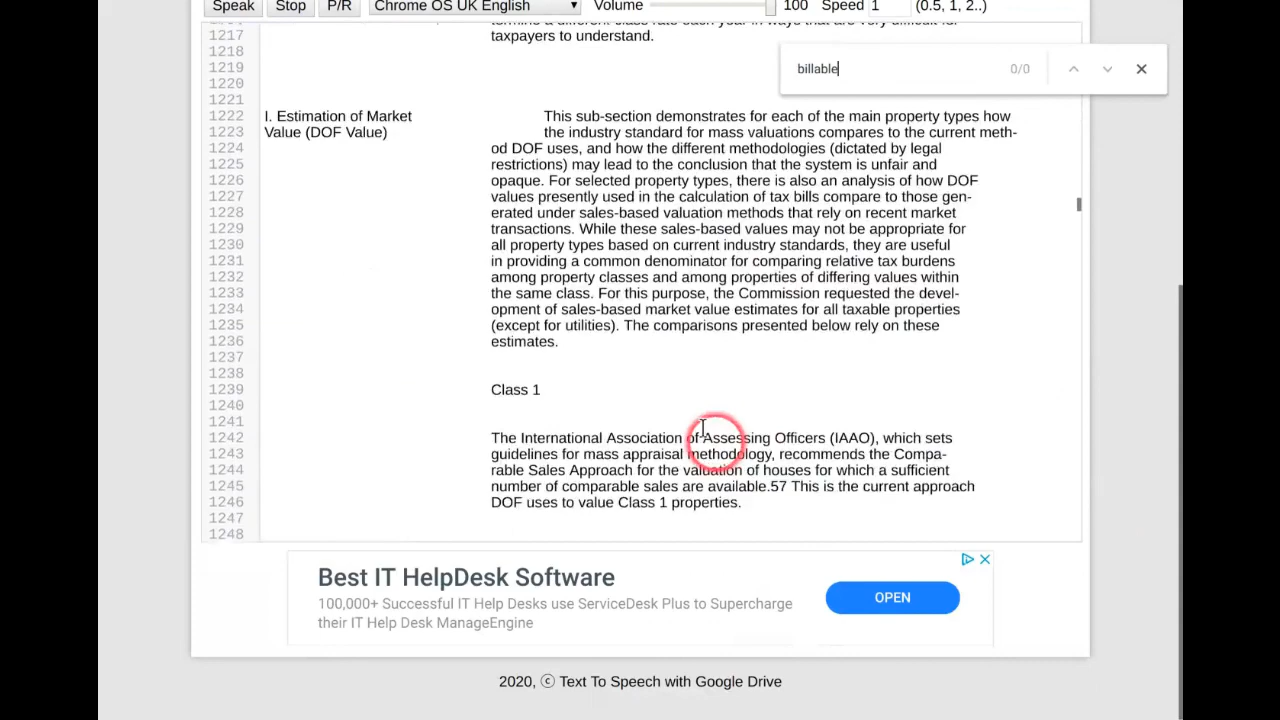 Speak Stop P/R Chrome OS UK English Volume 100 Speed 1 (0.5, 1, 2..)
1217 taxpayers to understand.
1218
billable 0/0
1219
1220
1221
1222 I. Estimation of Market This sub-section demonstrates for each of the main property types how
1223 Value (DOF Value) the industry standard for mass valuations compares to the current meth-
1224 od DOF uses, and how the different methodologies (dictated by legal
1225 restrictions) may lead to the conclusion that the system is unfair and
1226 opaque. For selected property types, there is also an analysis of how DOF
1227 values presently used in the calculation of tax bills compare to those gen-
1228 erated under sales-based valuation methods that rely on recent market
1229 transactions. While these sales-based values may not be appropriate for
1230 all property types based on current industry standards, they are useful
1231 in providing a common denominator for comparing relative tax burdens
1232 among property classes and among properties of differing values within
1233 the same class. For this purpose, the Commission requested the devel-
1234 opment of sales-based market value estimates for all taxable properties
1235 (except for utilities). The comparisons presented below rely on these
1236 estimates.
1237
1238
1239 Class 1
1240
1241
1242 The International Association of Assessing Officers (IAAO), which sets
1243 guidelines for mass appraisal methodology, recommends the Compa-
1244 rable Sales Approach for the valuation of houses for which a sufficient
1245 number of comparable sales are available.57 This is the current approach
1246 DOF uses to value Class 1 properties.
1247
1248
Best IT HelpDesk Software
100,000+ Successful IT Help Desks use ServiceDesk Plus to Supercharge
their IT Help Desk ManageEngine
OPEN
2020, ⓒ Text To Speech with Google Drive